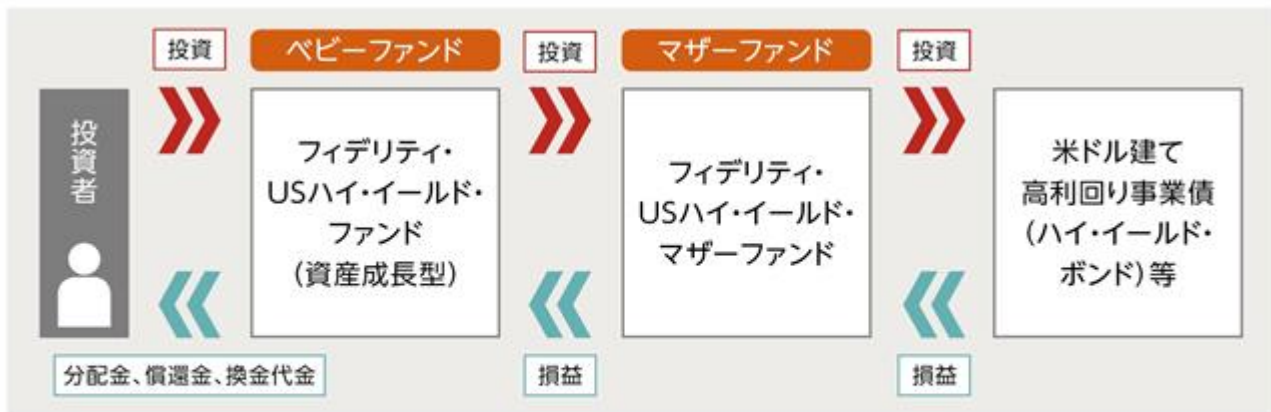 投資
ベビーファンド
投資
マザーファンド
投資
投資者
フィデリティ・
USハイ・イールド・
ファンド
(資産成長型)
フィデリティ・
USハイ・イールド・
マザーファンド
米ドル建て
高利回り事業債
(ハイ・イールド・
ボンド)等
分配金、償還金、換金代金
損益
損益